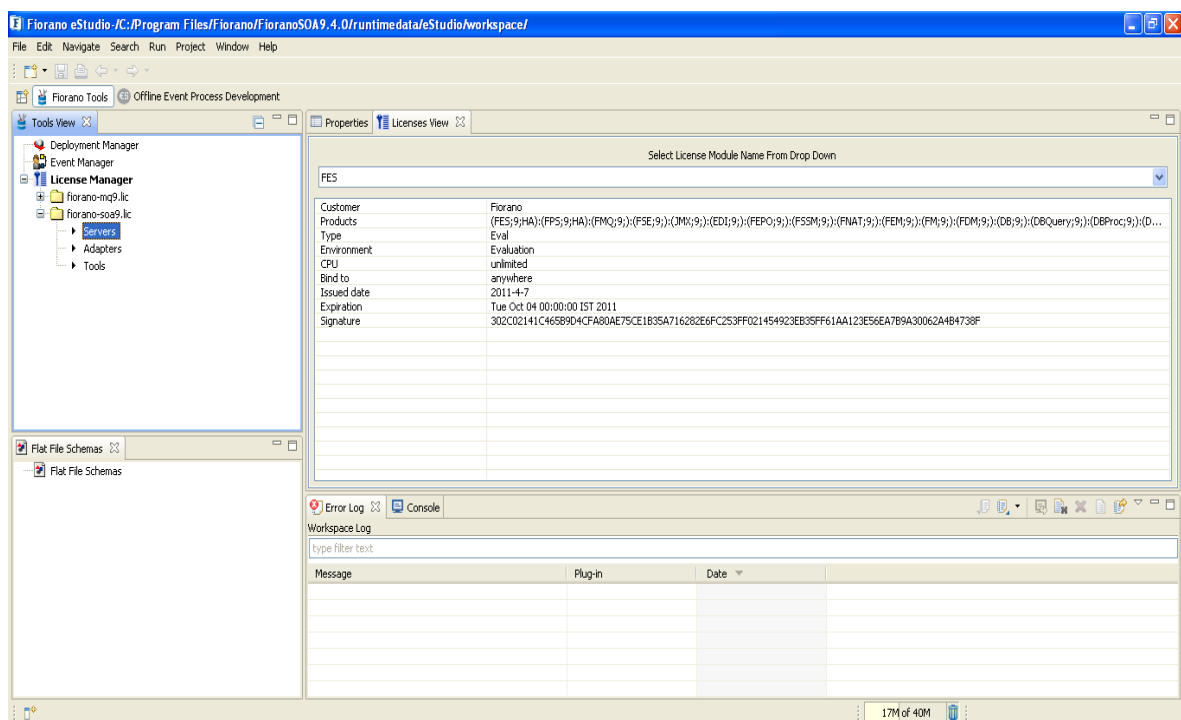 Fiorano eStudio-/C:/Program Files/Fiorano/FioranoSOA9.4.0/runtimedata/eStudio/workspace/
File Edit Navigate Search Run Project Window Help
Fiorano Tools Offline Event Process Development
Tools View
Deployment Manager
Event Manager
License Manager
fiorano-mq9.lic
fiorano-soa9.lic
Servers
Adapters
Tools
Flat File Schemas
Flat File Schemas
Properties Licenses View
Select License Module Name From Drop Down
FES
Customer Fiorano
Products (FES;9;HA):(FPS;9;HA):(FMQ;9;):(FSE;9;):(JMX;9;):(EDI;9;):(FEPO;9;):(FSSM;9;):(FNAT;9;):(FEM;9;):(FM;9;):(FDM;9;):(DB;9;):(DBQuery;9;):(DBProc;9;):(D...
Type Eval
Environment Evaluation
CPU unlimited
Bind to anywhere
Issued date 2011-4-7
Expiration Tue Oct 04 00:00:00 IST 2011
Signature 302C02141C465B9D4CFA80AE75CE1B35A716282E6FC253FF021454923EB35FF61AA123E56EA7B9A30062A4B4738F
Error Log Console
Workspace Log
type filter text
Message Plug-in Date
17M of 40M